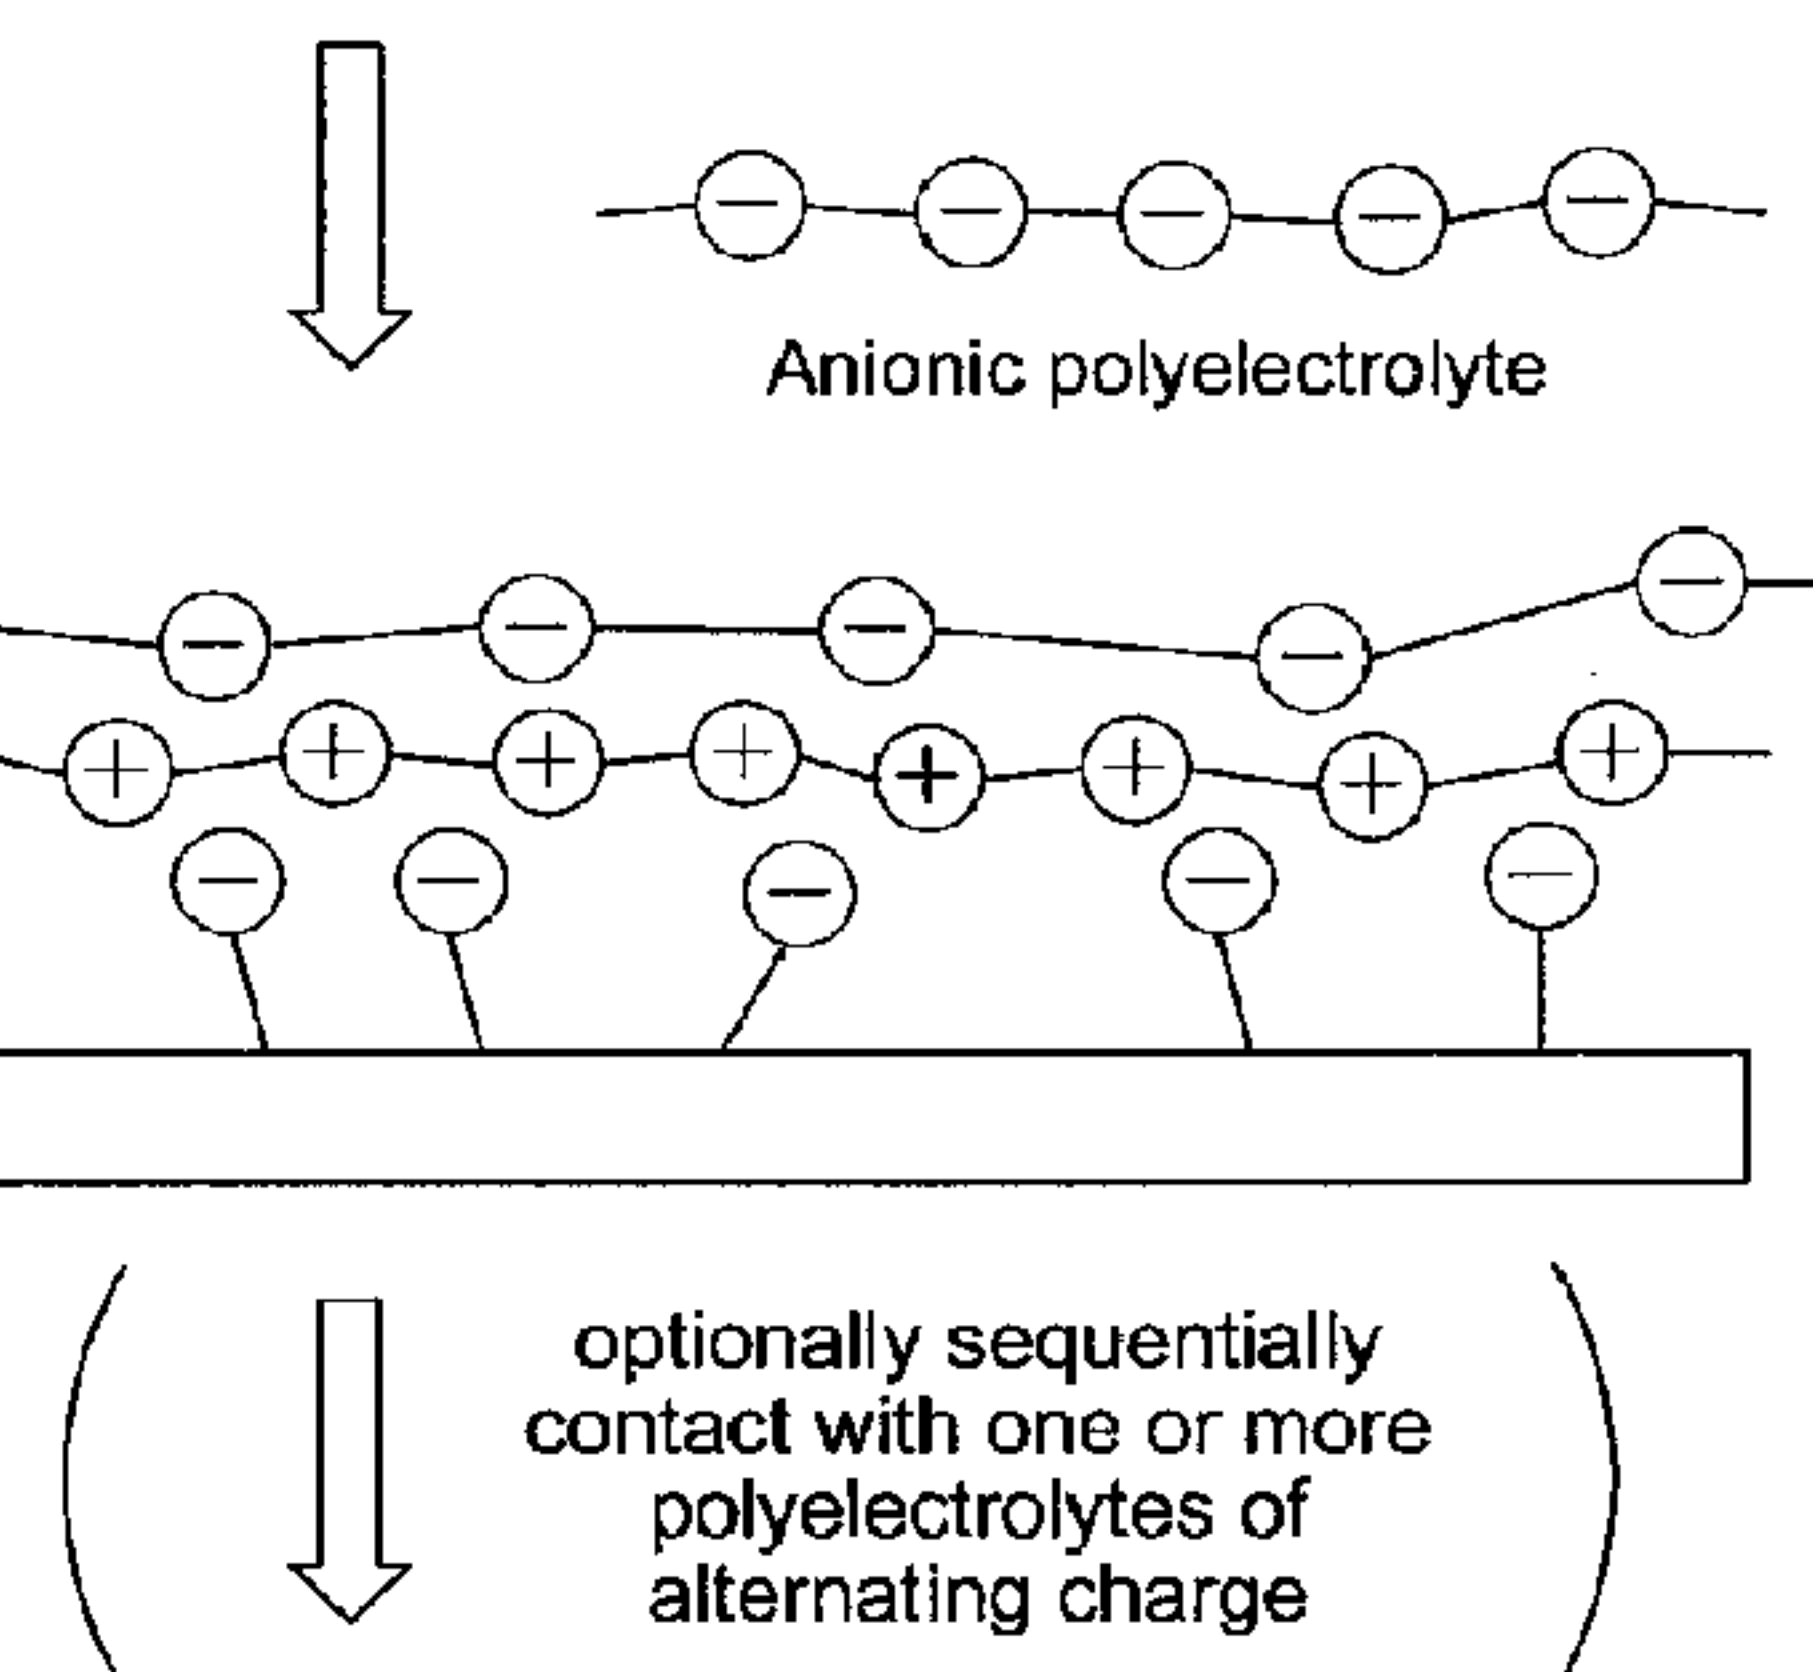 Anionic polyelectrolyte
optionally sequentially
contact with one or more
polyelectrolytes of
alternating charge